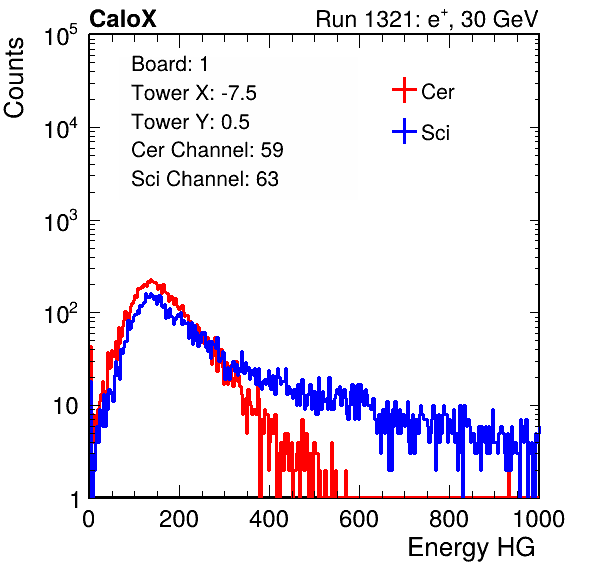 CaloX Run 1321: e⁺, 30 GeV
Counts
Board: 1
Tower X: -7.5
Tower Y: 0.5
Cer Channel: 59
Sci Channel: 63
Cer
Sci
10⁵
10⁴
10³
10²
10
1
0 200 400 600 800 1000
Energy HG